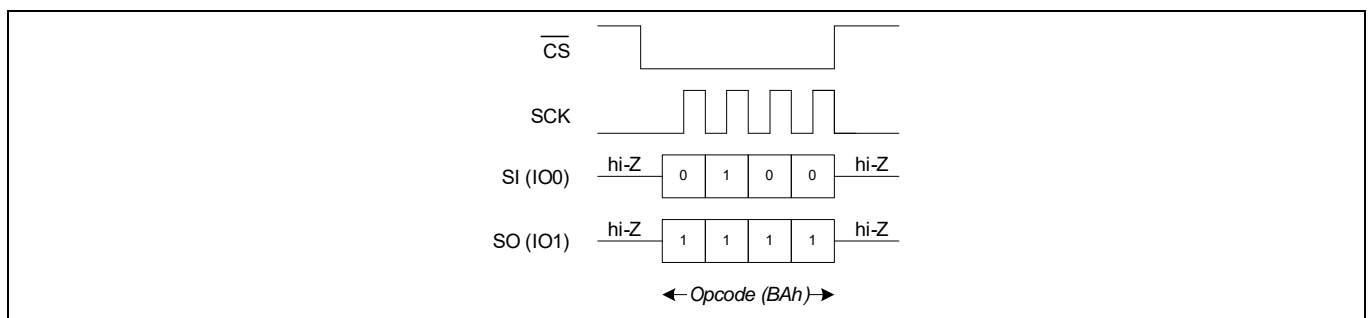 CS
SCK
hi-Z 0 1 0 0 hi-Z
SI (IO0)
hi-Z 1 1 1 1 hi-Z
SO (IO1)
Opcode (BAh)